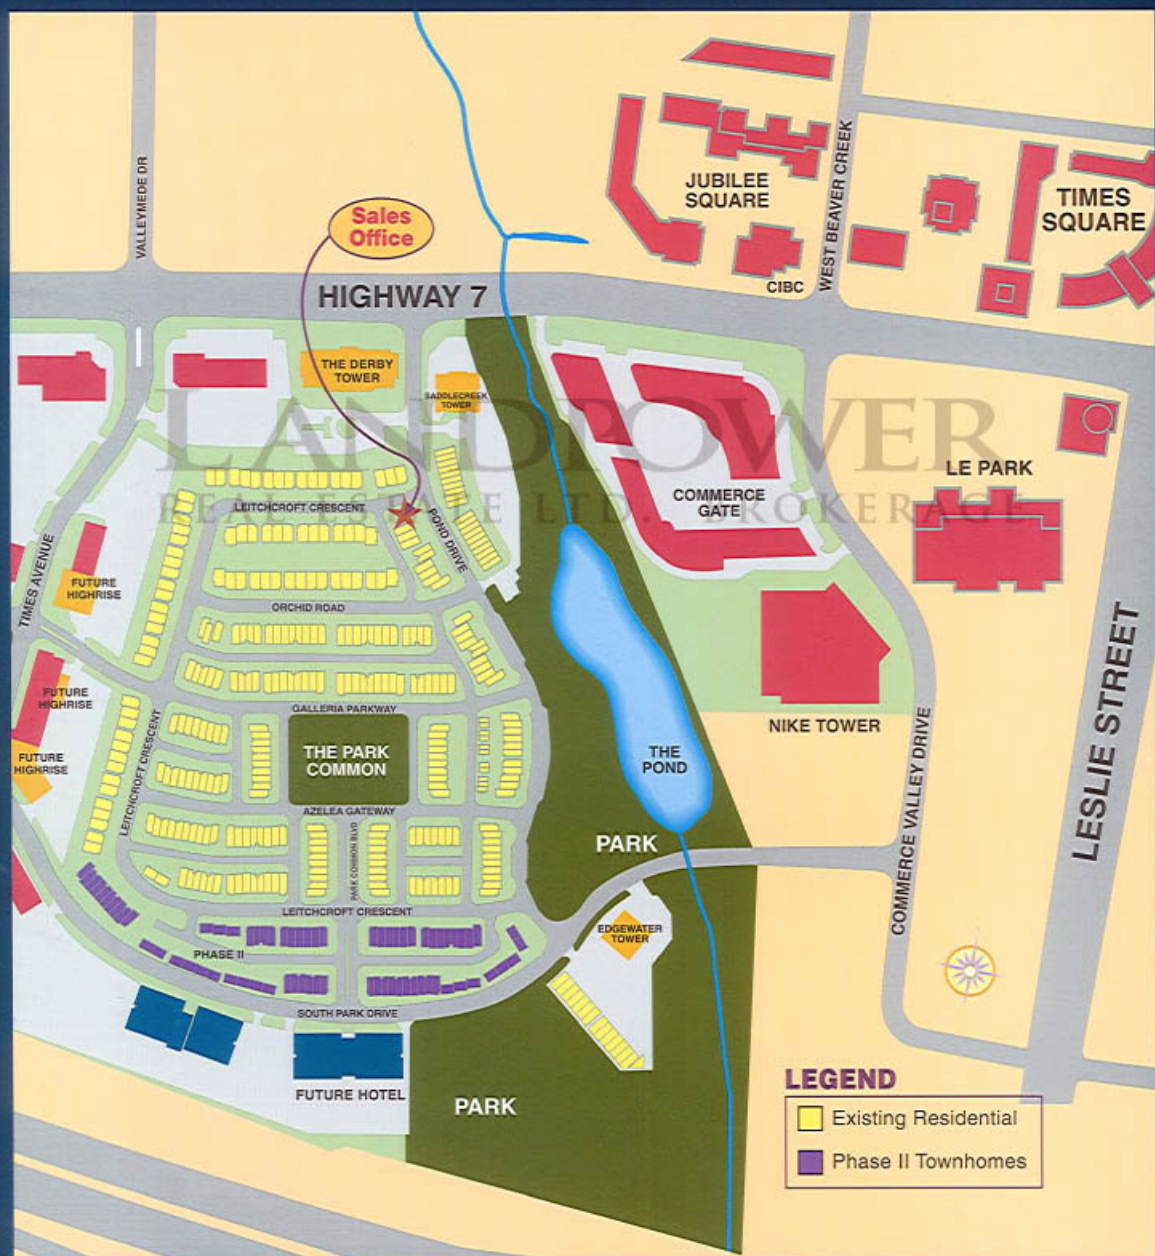 VALLEYMEDE DR
Sales
Office
HIGHWAY 7
JUBILEE
SQUARE
CIBC
WEST BEAVER CREEK
TIMES
SQUARE
THE DERBY
TOWER
SADDLECREEK
TOWER
LANDPOWER
REAL ESTATE LTD. BROKERAGE
COMMERCE
GATE
LE PARK
LEITCHCROFT CRESCENT
POND DRIVE
TIMES AVENUE
FUTURE
HIGHRISE
ORCHID ROAD
FUTURE
HIGHRISE
FUTURE
HIGHRISE
GALLERIA PARKWAY
LEITCHCROFT CRESCENT
THE PARK
COMMON
THE
POND
NIKE TOWER
LESLIE STREET
COMMERCE VALLEY DRIVE
AZELEA GATEWAY
PARK COMMON BLVD
PARK
LEITCHCROFT CRESCENT
EDGEWATER
TOWER
PHASE II
SOUTH PARK DRIVE
FUTURE HOTEL
PARK
LEGEND
Existing Residential
Phase II Townhomes